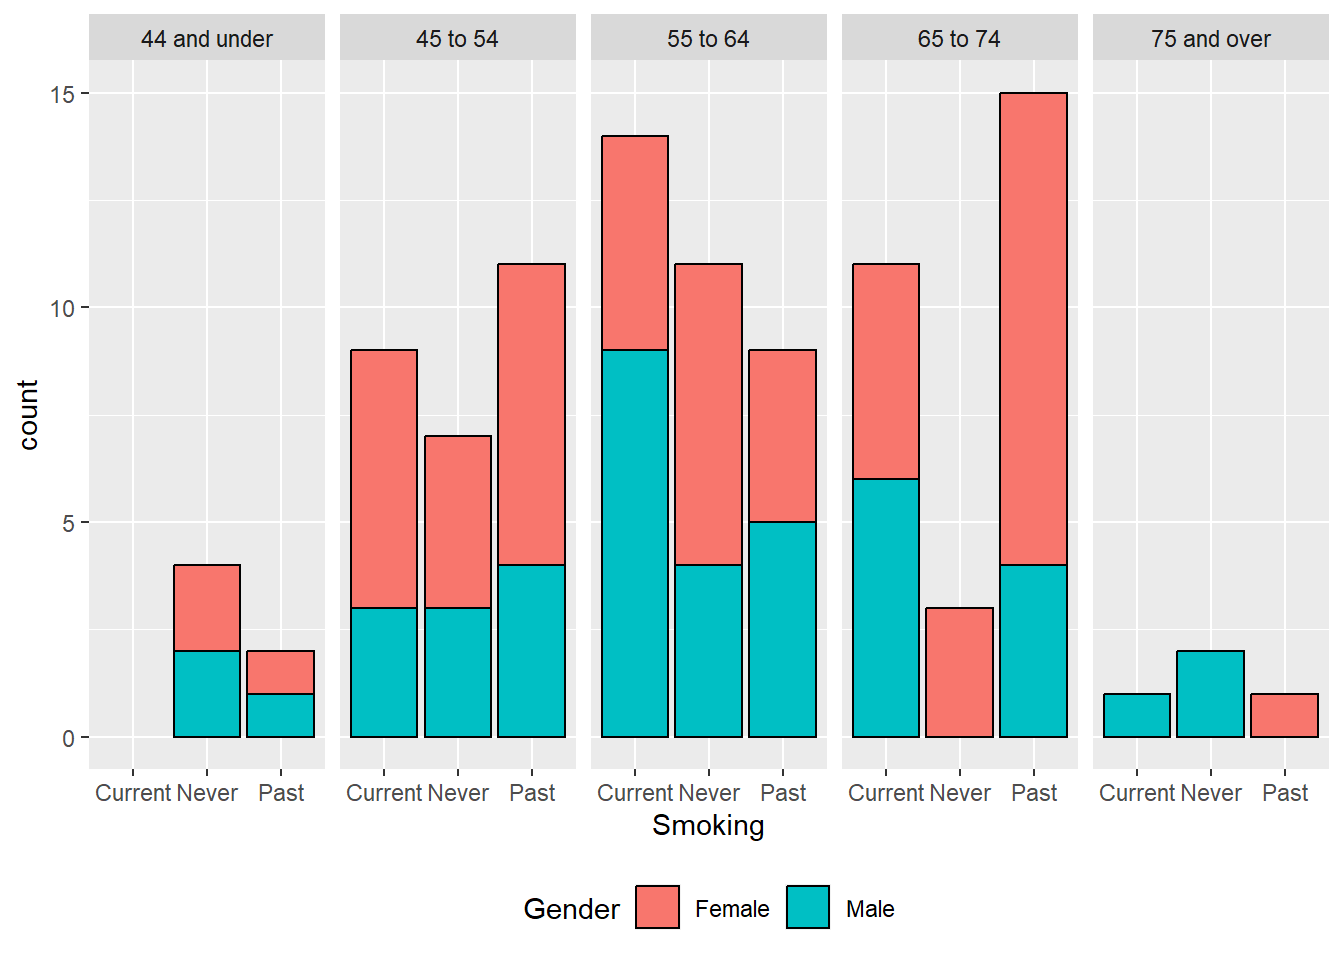 44 and under 45 to 54 55 to 64 65 to 74 75 and over
15
10
5
0
count
Current Never Past Current Never Past Current Never Past Current Never Past Current Never Past
Smoking
Gender Female Male